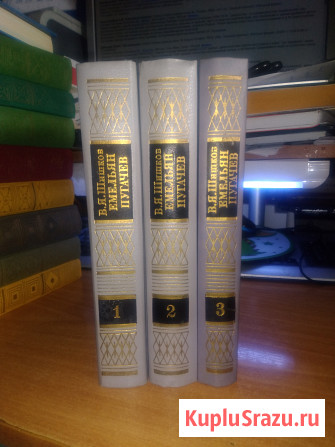 В.Я.Шишков
ЕМЕЛЬЯН
ПУГАЧЕВ
1
В.Я.Шишков
ЕМЕЛЬЯН
ПУГАЧЕВ
2
В.Я.Шишков
ЕМЕЛЬЯН
ПУГАЧЕВ
3
KupluSrazu.ru